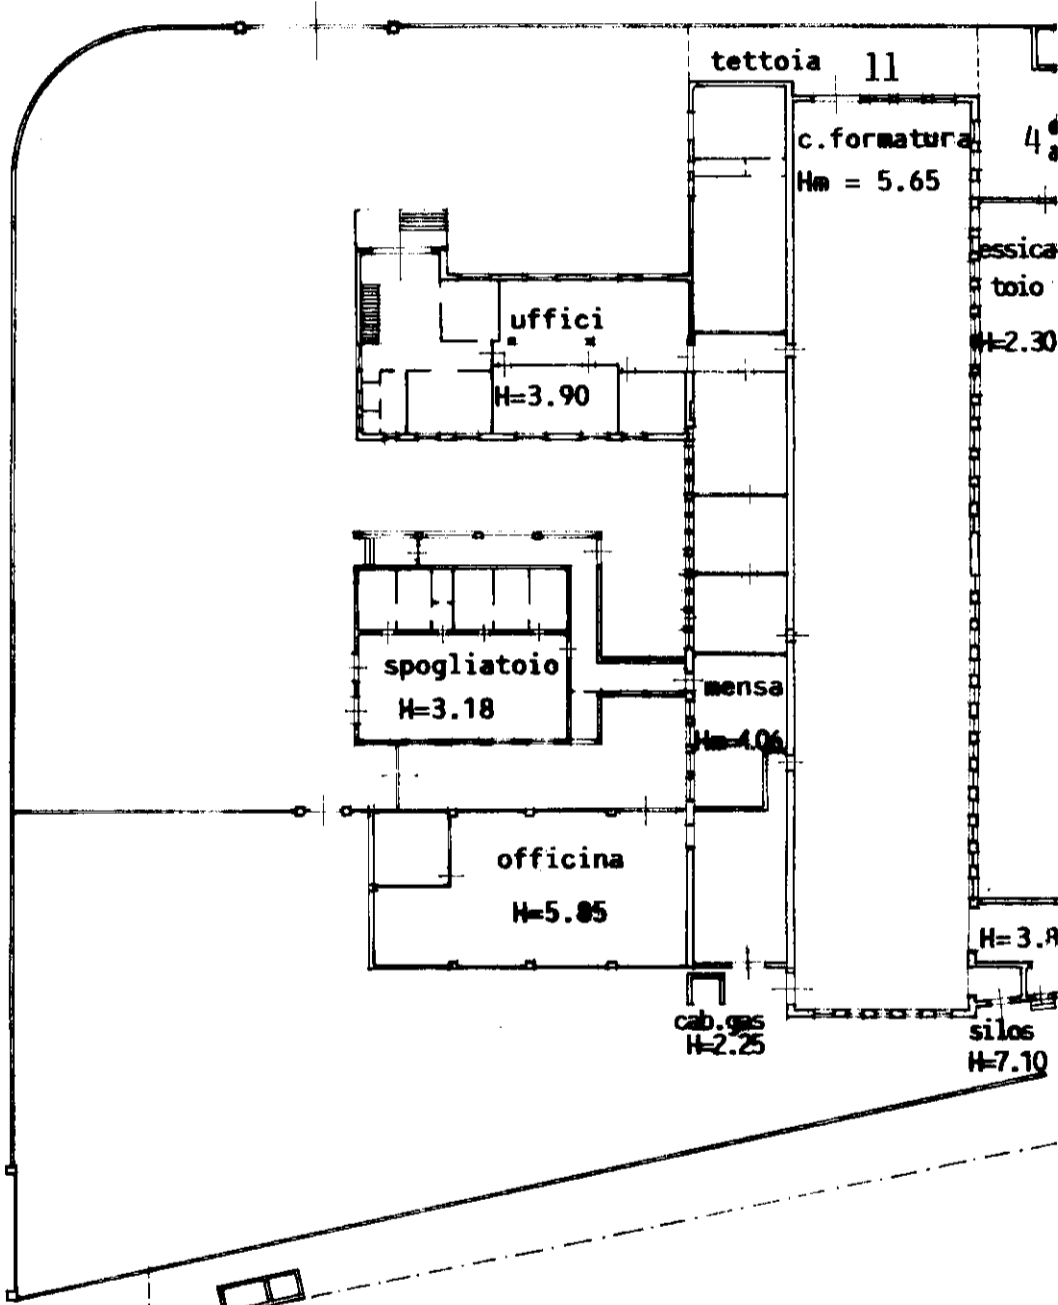 tettoia 11
c.formatura
Hm = 5.65
4
essica
toio
H=2.30
uffici
H=3.90
spogliatoio
H=3.18
mensa
Hm=4.06
officina
H=5.85
H=3.8
cab.gas
H=2.25
silos
H=7.10